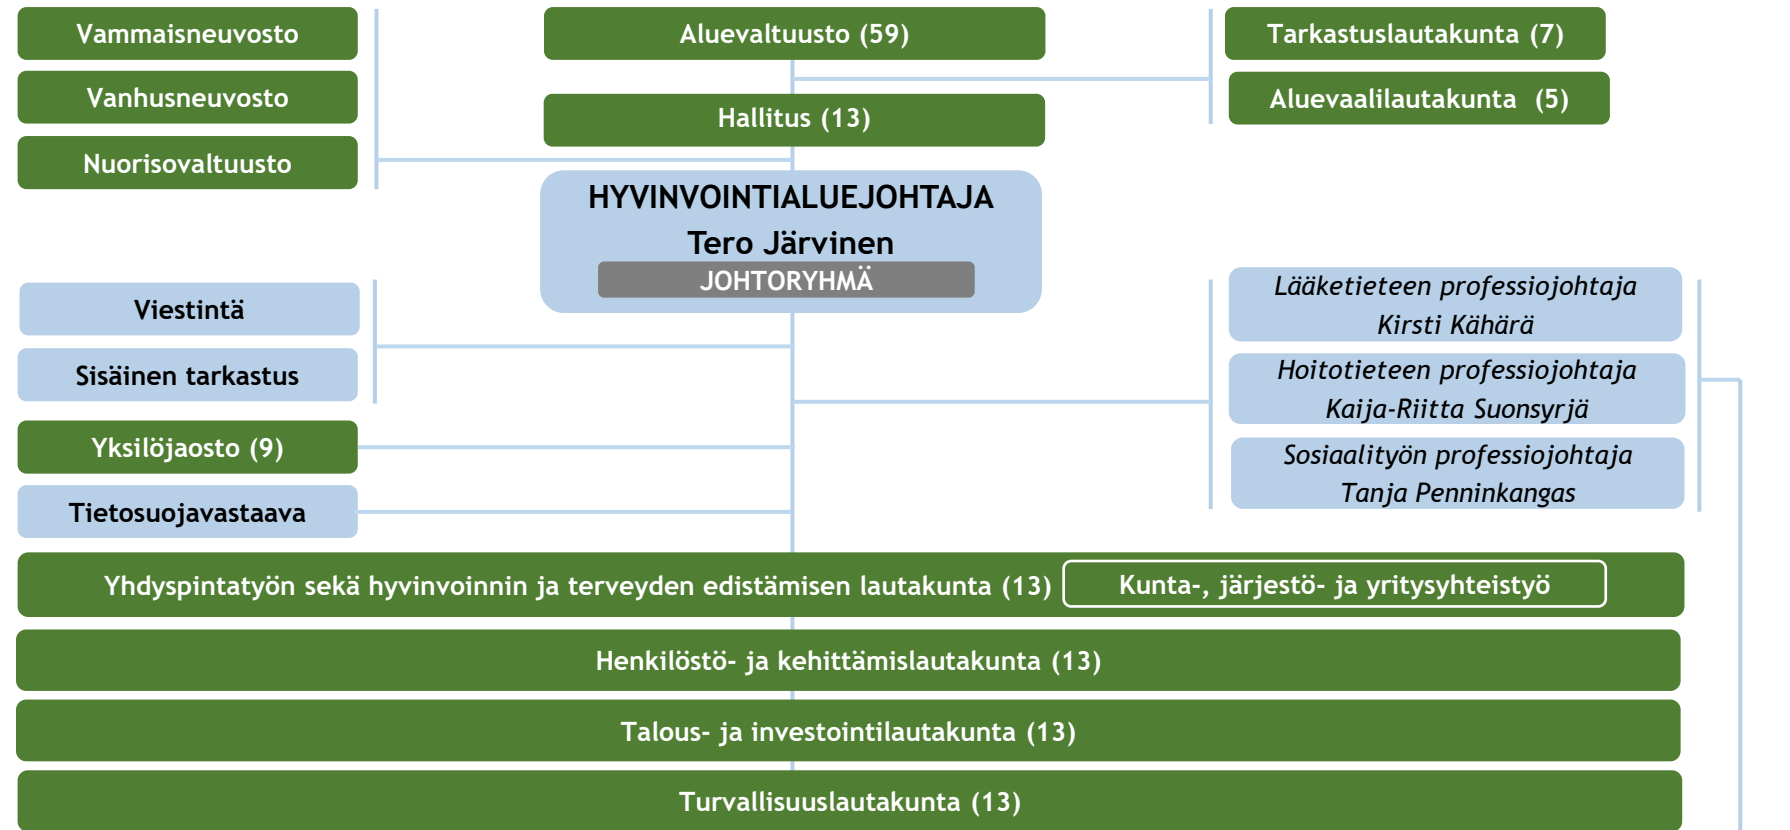 Vammaisneuvosto
Vanhusneuvosto
Nuorisovaltuusto
Aluevaltuusto (59)
Hallitus (13)
Tarkastuslautakunta (7)
Aluevaalilautakunta (5)
HYVINVOINTIALUEJOHTAJA
Tero Järvinen
JOHTORYHMÄ
Viestintä
Sisäinen tarkastus
Yksilöjaosto (9)
Tietosuojavastaava
Lääketieteen professiojohtaja
Kirsti Kähärä
Hoitotieteen professiojohtaja
Kaija-Riitta Suonsyrjä
Sosiaalityön professiojohtaja
Tanja Penninkangas
Yhdyspintatyön sekä hyvinvoinnin ja terveyden edistämisen lautakunta (13)
Kunta-, järjestö- ja yritysyhteistyö
Henkilöstö- ja kehittämislautakunta (13)
Talous- ja investointilautakunta (13)
Turvallisuuslautakunta (13)